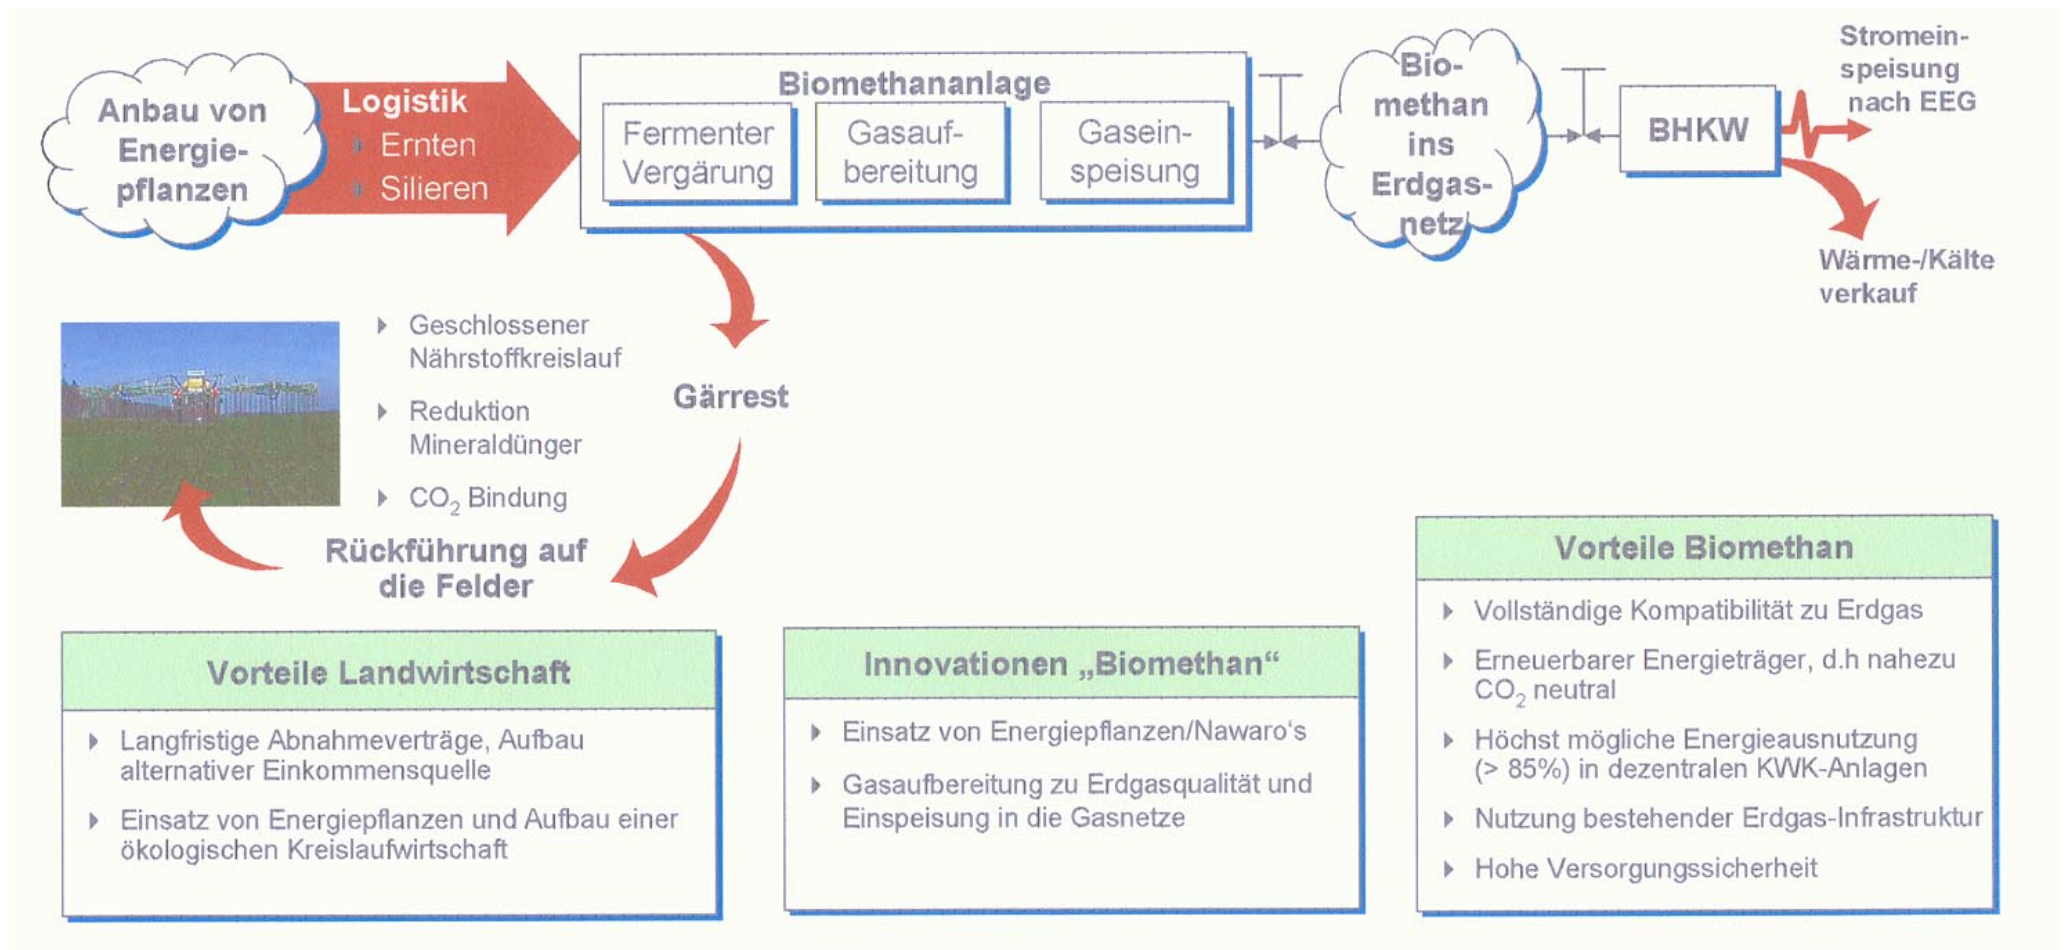 Anbau von
Energie-
pflanzen
Logistik
Ernten
Silieren
Biomethananlage
Fermenter
Vergärung
Gasauf-
bereitung
Gasein-
speisung
Bio-
methan
ins
Erdgas-
netz
BHKW
Stromein-
speisung
nach EEG
Wärme-/Kälte
verkauf
Geschlossener
Nährstoffkreislauf
Reduktion
Mineraldünger
CO₂ Bindung
Gärrest
Rückführung auf
die Felder
Vorteile Landwirtschaft
Langfristige Abnahmeverträge, Aufbau
alternativer Einkommensquelle
Einsatz von Energiepflanzen und Aufbau einer
ökologischen Kreislaufwirtschaft
Innovationen „Biomethan“
Einsatz von Energiepflanzen/Nawaro‘s
Gasaufbereitung zu Erdgasqualität und
Einspeisung in die Gasnetze
Vorteile Biomethan
Vollständige Kompatibilität zu Erdgas
Erneuerbarer Energieträger, d.h nahezu
CO₂ neutral
Höchst mögliche Energieausnutzung
(> 85%) in dezentralen KWK-Anlagen
Nutzung bestehender Erdgas-Infrastruktur
Hohe Versorgungssicherheit